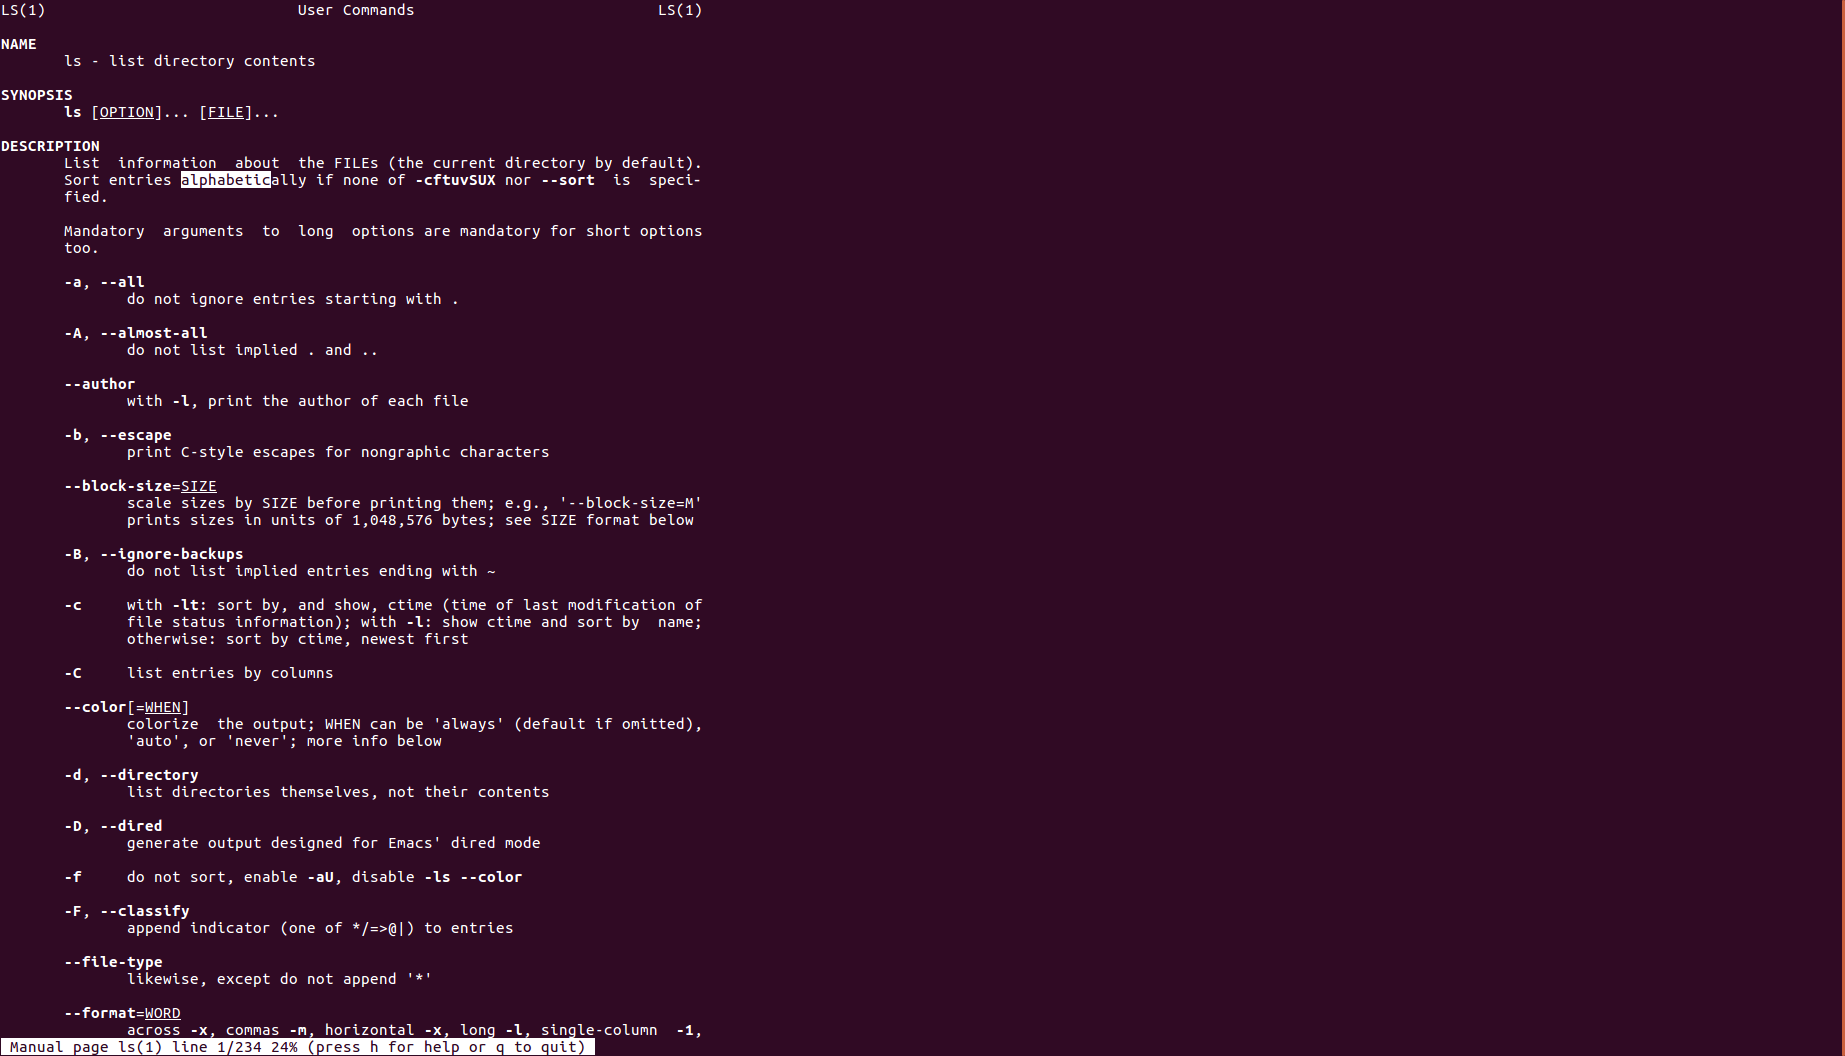 LS(1)                            User Commands                           LS(1)

NAME
       ls - list directory contents

SYNOPSIS
       ls [OPTION]... [FILE]...

DESCRIPTION
       List  information  about  the FILEs (the current directory by default).
       Sort entries alphabetically if none of -cftuvSUX nor --sort  is  speci-
       fied.

       Mandatory  arguments  to  long  options are mandatory for short options
       too.

       -a, --all
              do not ignore entries starting with .

       -A, --almost-all
              do not list implied . and ..

       --author
              with -l, print the author of each file

       -b, --escape
              print C-style escapes for nongraphic characters

       --block-size=SIZE
              scale sizes by SIZE before printing them; e.g., '--block-size=M'
              prints sizes in units of 1,048,576 bytes; see SIZE format below

       -B, --ignore-backups
              do not list implied entries ending with ~

       -c     with -lt: sort by, and show, ctime (time of last modification of
              file status information); with -l: show ctime and sort by  name;
              otherwise: sort by ctime, newest first

       -C     list entries by columns

       --color[=WHEN]
              colorize  the output; WHEN can be 'always' (default if omitted),
              'auto', or 'never'; more info below

       -d, --directory
              list directories themselves, not their contents

       -D, --dired
              generate output designed for Emacs' dired mode

       -f     do not sort, enable -aU, disable -ls --color

       -F, --classify
              append indicator (one of */=>@|) to entries

       --file-type
              likewise, except do not append '*'

       --format=WORD
              across -x, commas -m, horizontal -x, long -l, single-column  -1,
 Manual page ls(1) line 1/234 24% (press h for help or q to quit)